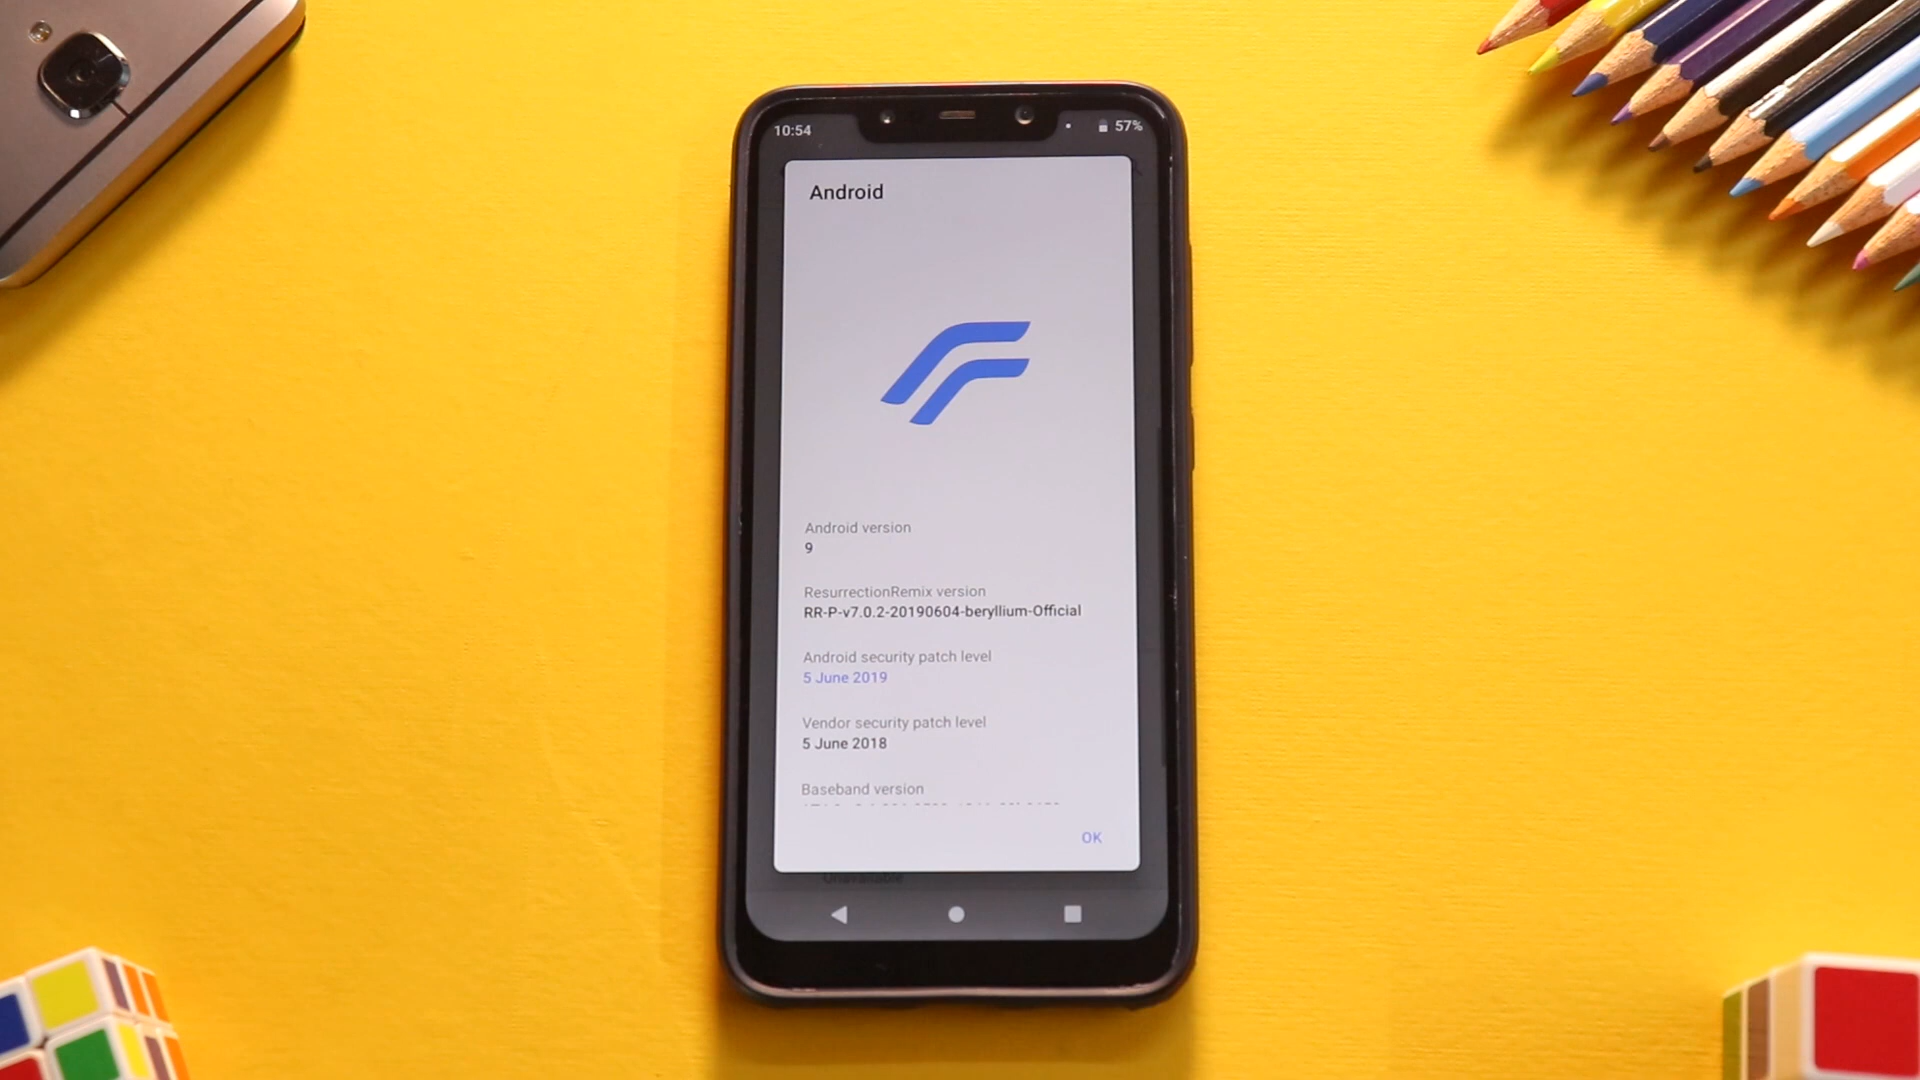 10:54
57%
Android
Android version
9
ResurrectionRemix version
RR-P-v7.0.2-20190604-beryllium-Official
Android security patch level
5 June 2019
Vendor security patch level
5 June 2018
Baseband version
OK